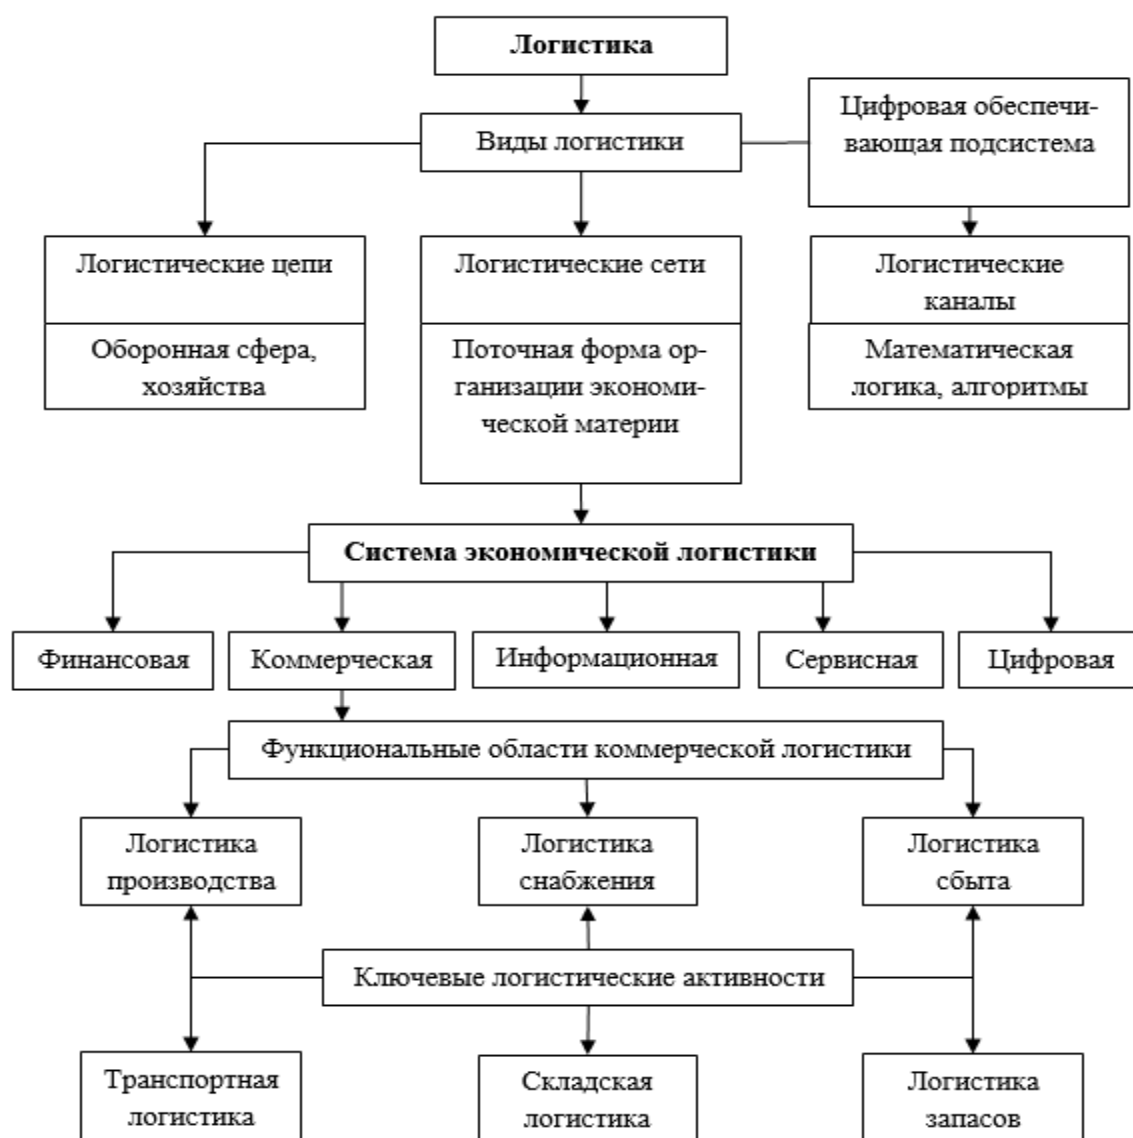 Логистика
Виды логистики
Цифровая обеспечи-
вающая подсистема
Логистические цепи
Оборонная сфера,
хозяйства
Логистические сети
Поточная форма ор-
ганизации экономи-
ческой материи
Логистические
каналы
Математическая
логика, алгоритмы
Система экономической логистики
Финансовая
Коммерческая
Информационная
Сервисная
Цифровая
Функциональные области коммерческой логистики
Логистика
производства
Логистика
снабжения
Логистика
сбыта
Ключевые логистические активности
Транспортная
логистика
Складская
логистика
Логистика
запасов